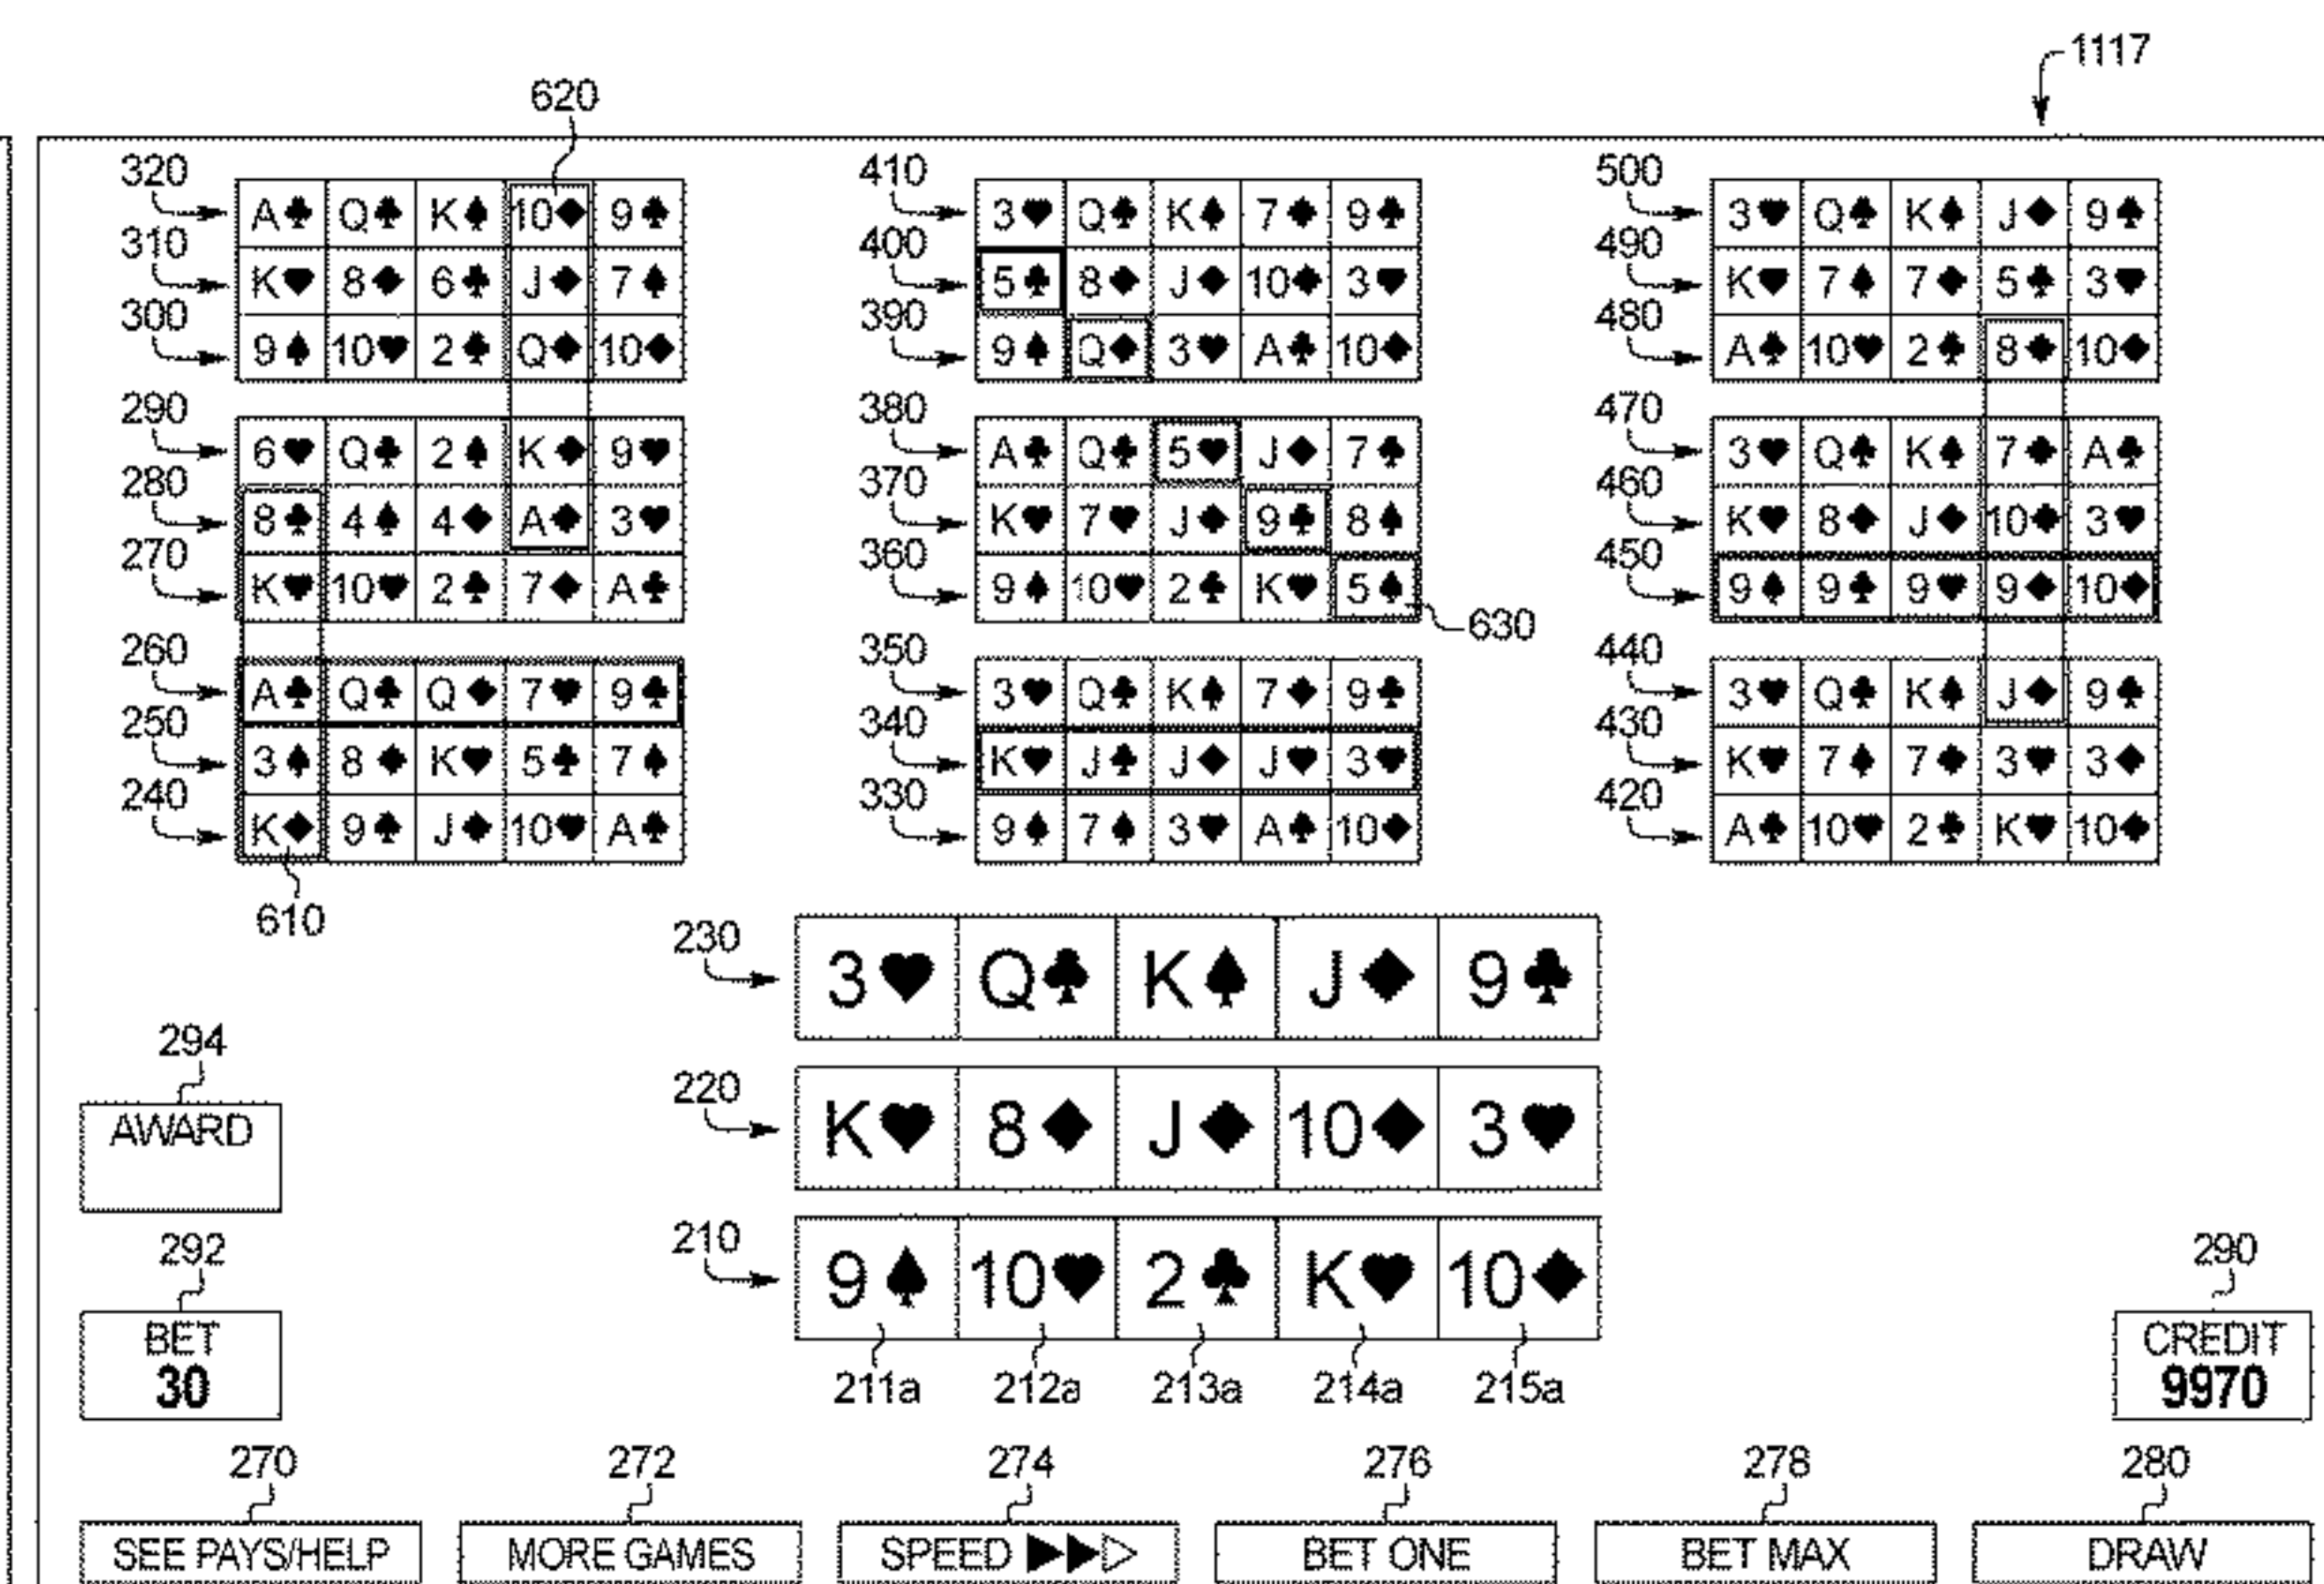 1117
620
320 A♣ Q♣ K♠ 10♦ 9♣ 410 3♥ Q♣ K♠ 7♠ 9♣ 500 3♥ Q♣ K♠ J♦ 9♣
310 K♥ 8♦ 6♣ J♦ 7♠ 400 5♣ 8♦ J♦ 10♦ 3♥ 490 K♥ 7♠ 7♦ 5♣ 3♥
300 9♠ 10♥ 2♣ Q♦ 10♦ 390 9♠ Q♦ 3♥ A♣ 10♦ 480 A♣ 10♥ 2♣ 8♣ 10♦
290 6♥ Q♣ 2♠ K♦ 9♥ 380 A♣ Q♣ 5♥ J♦ 7♣ 470 3♥ Q♣ K♠ 7♣ A♣
280 8♣ 4♠ 4♦ A♦ 3♥ 370 K♥ 7♥ J♦ 9♣ 8♠ 460 K♥ 8♦ J♦ 10♣ 3♥
270 K♥ 10♥ 2♣ 7♦ A♣ 360 9♠ 10♥ 2♣ K♥ 5♠ 450 9♠ 9♣ 9♥ 9♦ 10♦
630
260 A♣ Q♣ Q♦ 7♥ 9♣ 350 3♥ Q♣ K♠ 7♦ 9♣ 440 3♥ Q♣ K♠ J♦ 9♣
250 3♠ 8♦ K♥ 5♣ 7♠ 340 K♥ J♣ J♦ J♥ 3♥ 430 K♥ 7♠ 7♦ 3♥ 3♦
240 K♦ 9♠ J♦ 10♥ A♣ 330 9♠ 7♠ 3♥ A♣ 10♦ 420 A♣ 10♥ 2♣ K♥ 10♦
610
230 3♥ Q♣ K♠ J♦ 9♣
294
AWARD
220 K♥ 8♦ J♦ 10♦ 3♥
210 9♠ 10♥ 2♣ K♥ 10♦
292
BET
30
211a 212a 213a 214a 215a
290
CREDIT
9970
270 272 274 276 278 280
SEE PAYS/HELP MORE GAMES SPEED BET ONE BET MAX DRAW